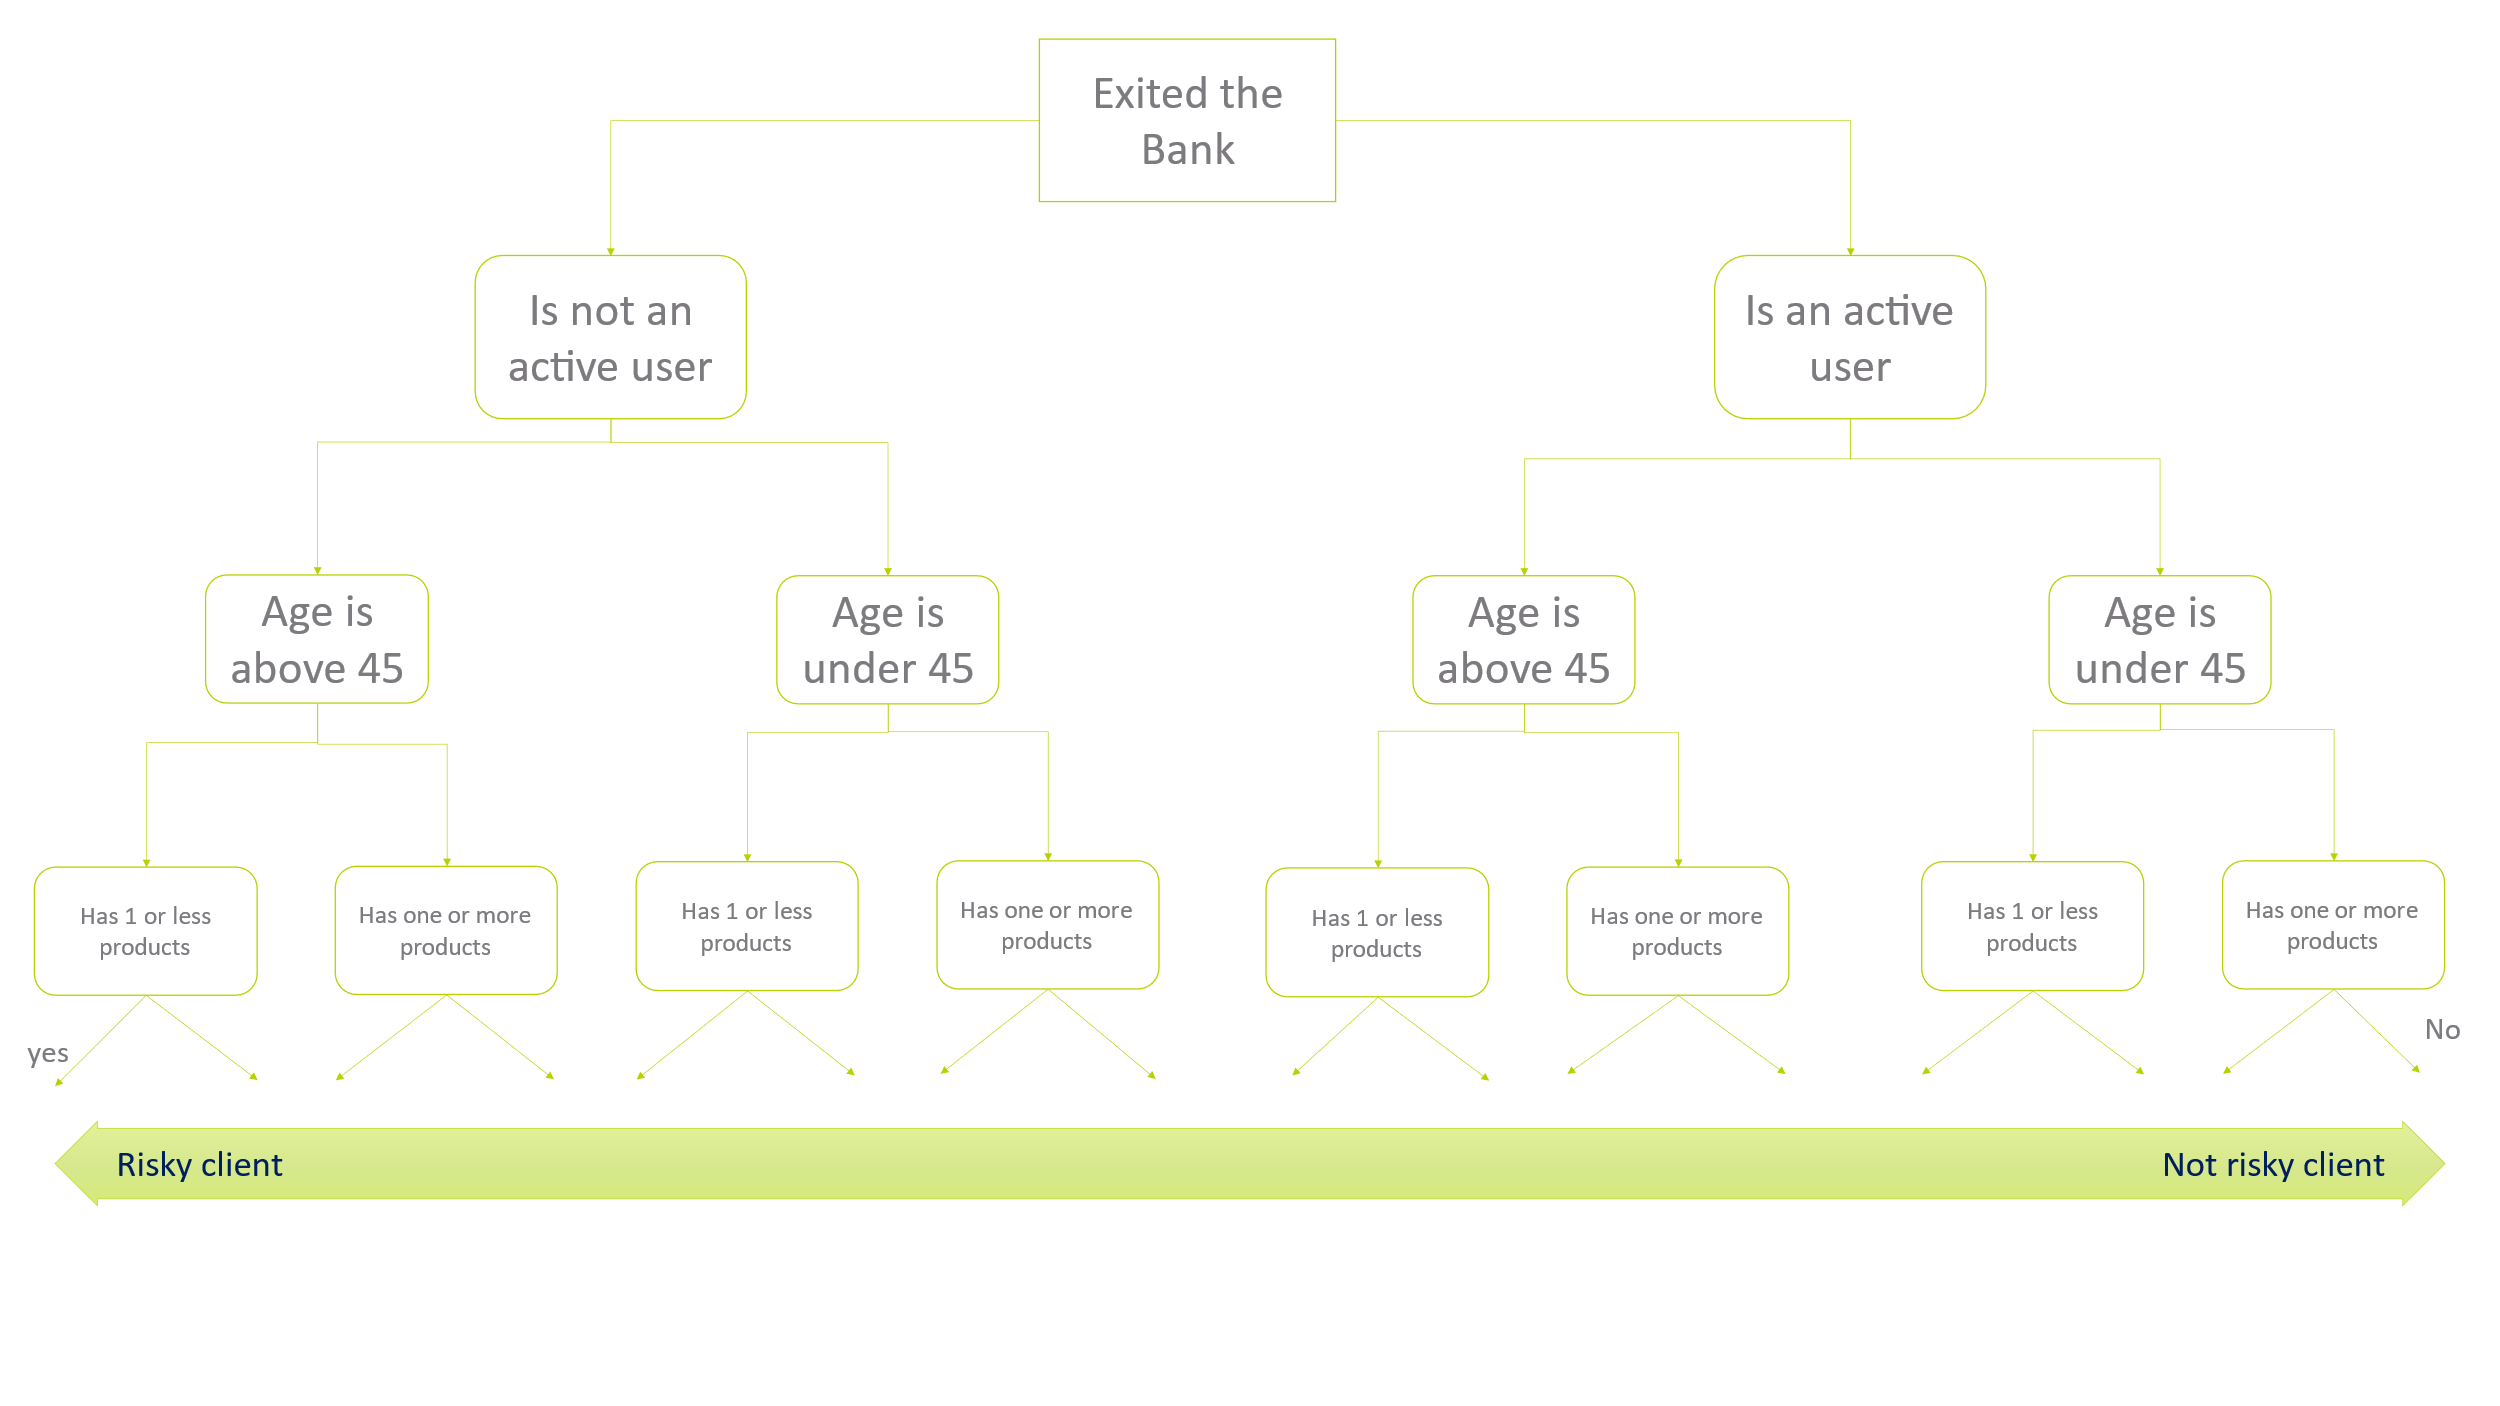 Exited the
Bank
Is not an
active user
Is an active
user
Age is
above 45
Age is
under 45
Age is
above 45
Age is
under 45
Has 1 or less
products
Has one or more
products
Has 1 or less
products
Has one or more
products
Has 1 or less
products
Has one or more
products
Has 1 or less
products
Has one or more
products
yes
No
Risky client
Not risky client